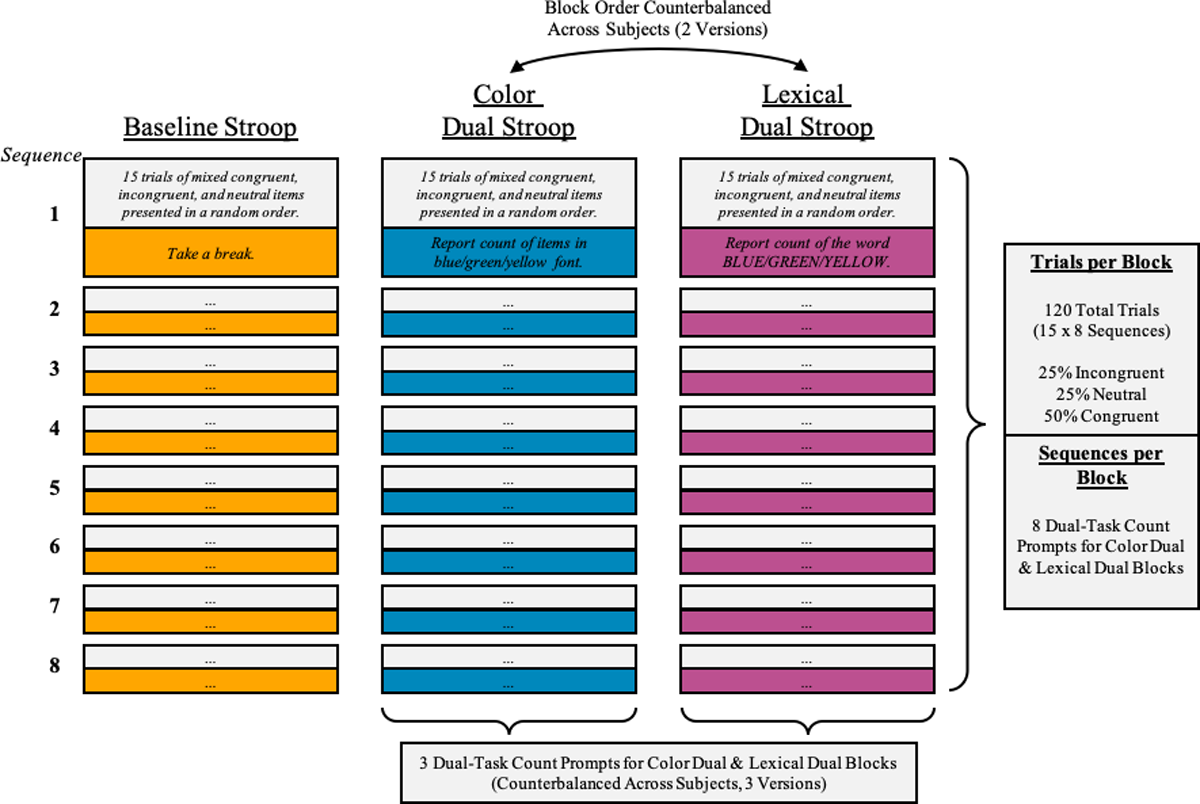 Block Order Counterbalanced
Across Subjects (2 Versions)
Baseline Stroop
Color
Dual Stroop
Lexical
Dual Stroop
Sequence
1
15 trials of mixed congruent,
incongruent, and neutral items
presented in a random order.
Take a break.
15 trials of mixed congruent,
incongruent, and neutral items
presented in a random order.
Report count of items in
blue/green/yellow font.
15 trials of mixed congruent,
incongruent, and neutral items
presented in a random order.
Report count of the word
BLUE/GREEN/YELLOW.
2
...
...
...
...
...
...
3
...
...
...
...
...
...
4
...
...
...
...
...
...
5
...
...
...
...
...
...
6
...
...
...
...
...
...
7
...
...
...
...
...
...
8
...
...
...
...
...
...
Trials per Block
120 Total Trials
(15 x 8 Sequences)
25% Incongruent
25% Neutral
50% Congruent
Sequences per
Block
8 Dual-Task Count
Prompts for Color Dual
& Lexical Dual Blocks
3 Dual-Task Count Prompts for Color Dual & Lexical Dual Blocks
(Counterbalanced Across Subjects, 3 Versions)